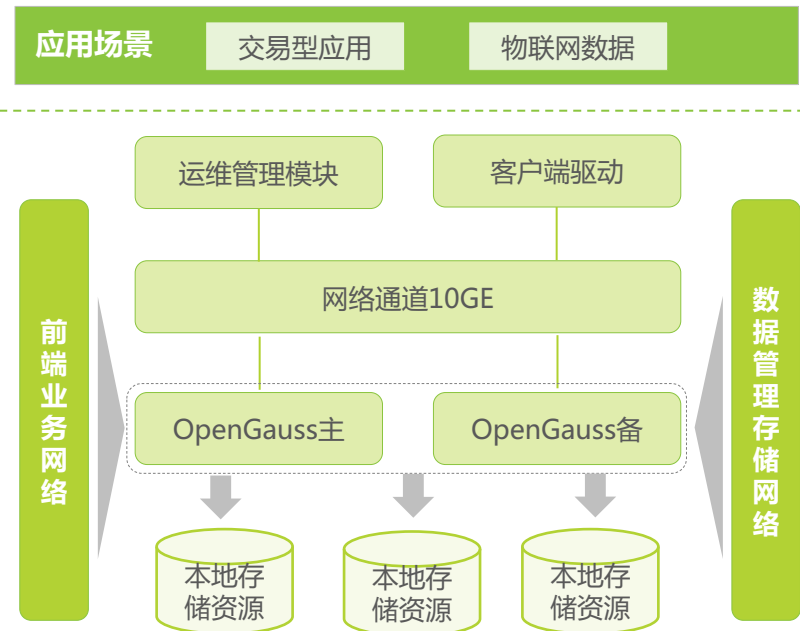 应用场景
交易型应用
物联网数据
运维管理模块
客户端驱动
网络通道10GE
前端业务网络
数据管理存储网络
OpenGauss主
OpenGauss备
本地存
储资源
本地存
储资源
本地存
储资源